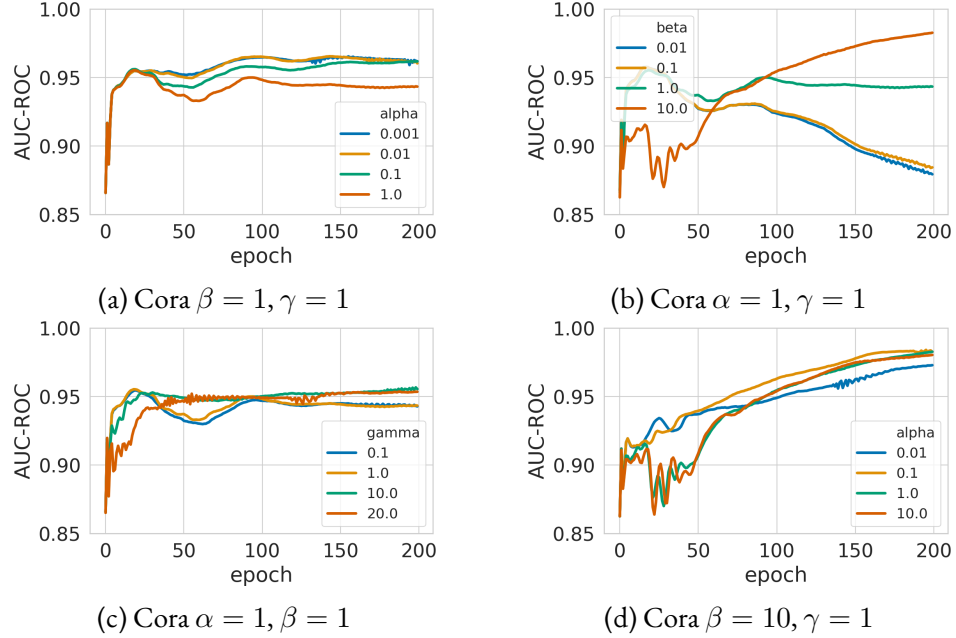 1.00
0.95
0.90
0.85
AUC-ROC
alpha
0.001
0.01
0.1
1.0
0 50 100 150 200
epoch
(a) Cora β = 1, γ = 1
1.00
0.95
0.90
0.85
AUC-ROC
beta
0.01
0.1
1.0
10.0
0 50 100 150 200
epoch
(b) Cora α = 1, γ = 1
1.00
0.95
0.90
0.85
AUC-ROC
gamma
0.1
1.0
10.0
20.0
0 50 100 150 200
epoch
(c) Cora α = 1, β = 1
1.00
0.95
0.90
0.85
AUC-ROC
alpha
0.01
0.1
1.0
10.0
0 50 100 150 200
epoch
(d) Cora β = 10, γ = 1